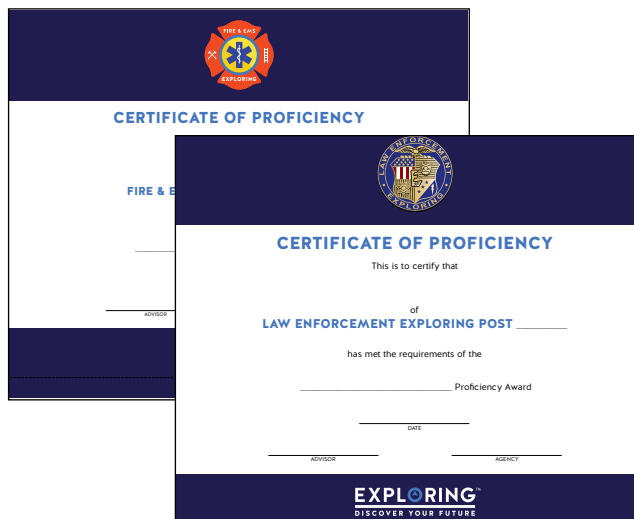 FIRE & EMS
EXPLORING
CERTIFICATE OF PROFICIENCY
FIRE & E
ADVISOR
LAW ENFORCEMENT
EXPLORING
CERTIFICATE OF PROFICIENCY
This is to certify that
of
LAW ENFORCEMENT EXPLORING POST ________
has met the requirements of the
______________________________ Proficiency Award
DATE
ADVISOR AGENCY
EXPLORING™
DISCOVER YOUR FUTURE